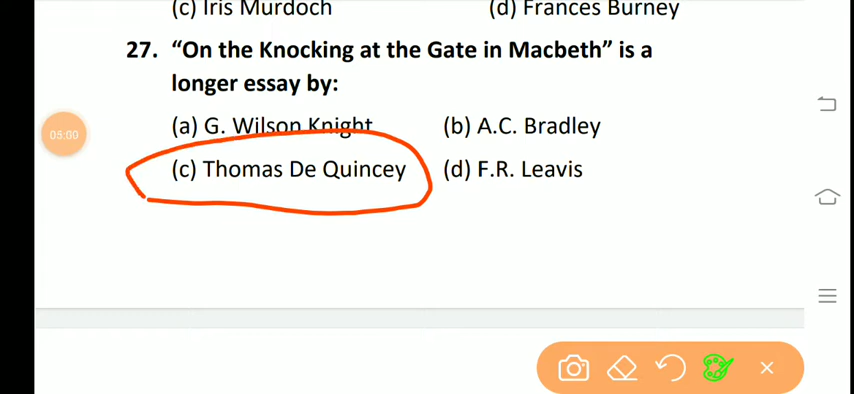 (c) Iris Murdoch (d) Frances Burney
27. “On the Knocking at the Gate in Macbeth” is a
longer essay by:
(a) G. Wilson Knight (b) A.C. Bradley
05:00
(c) Thomas De Quincey (d) F.R. Leavis